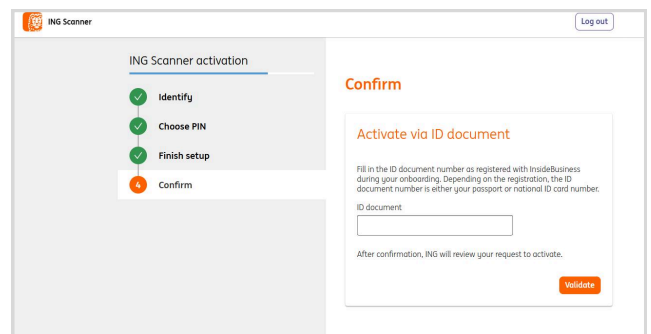 ING Scanner
Log out
ING Scanner activation
Identify
Choose PIN
Finish setup
4
Confirm
Confirm
Activate via ID document
Fill in the ID document number as registered with InsideBusiness
during your onboarding. Depending on the registration, the ID
document number is either your passport or national ID card number.
ID document
After confirmation, ING will review your request to activate.
Validate